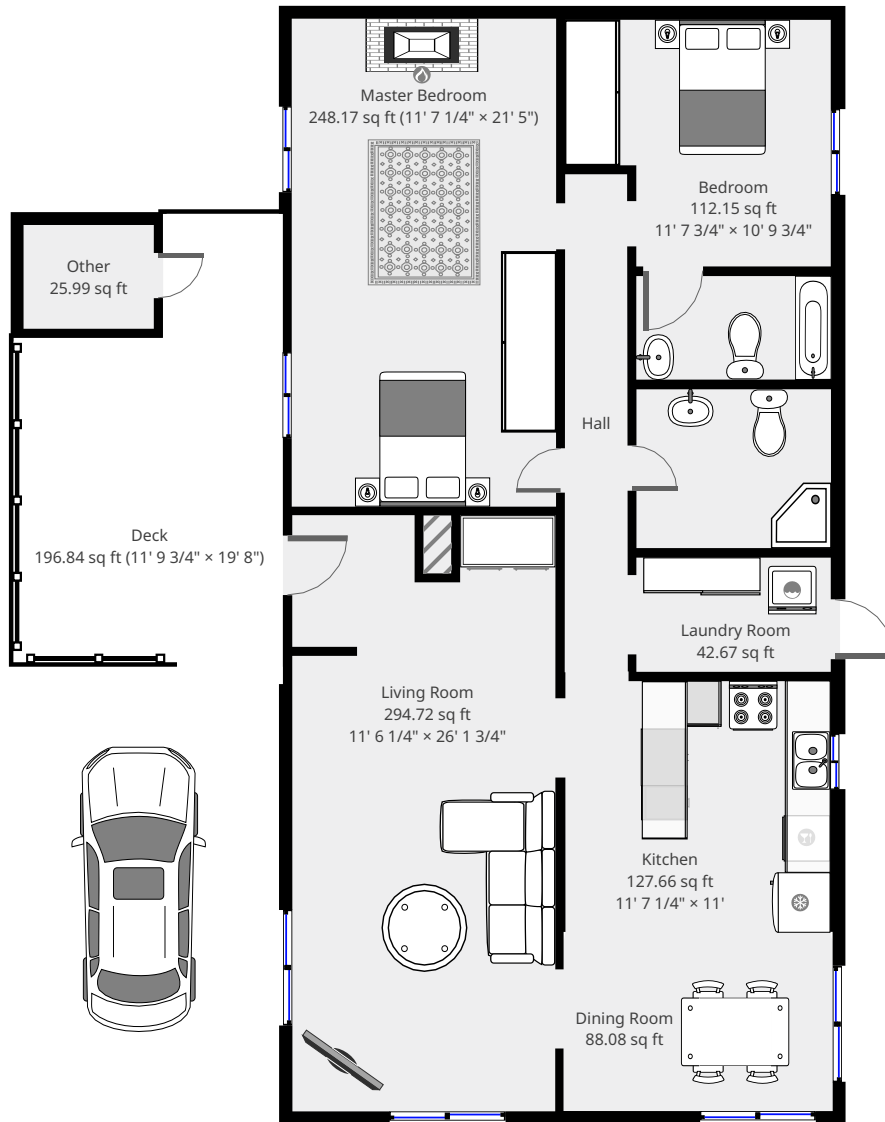 Master Bedroom
248.17 sq ft (11' 7 1/4" × 21' 5")
Bedroom
112.15 sq ft
11' 7 3/4" × 10' 9 3/4"
Other
25.99 sq ft
Hall
Deck
196.84 sq ft (11' 9 3/4" × 19' 8")
Laundry Room
42.67 sq ft
Living Room
294.72 sq ft
11' 6 1/4" × 26' 1 3/4"
Kitchen
127.66 sq ft
11' 7 1/4" × 11'
Dining Room
88.08 sq ft